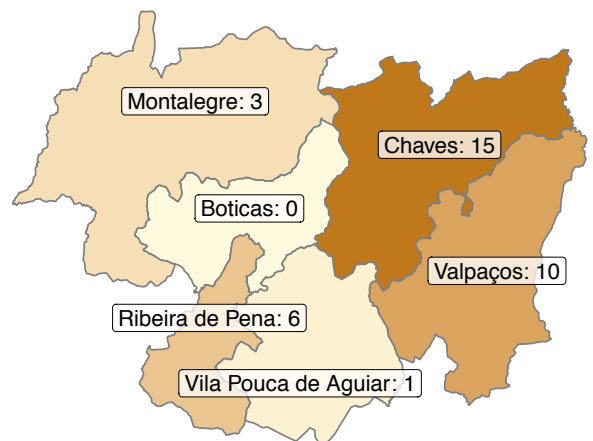 Montalegre: 3
Chaves: 15
Boticas: 0
Valpaços: 10
Ribeira de Pena: 6
Vila Pouca de Aguiar: 1